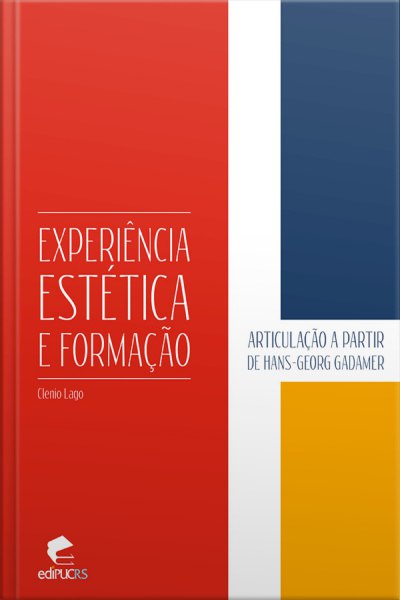 EXPERIÊNCIA
ESTÉTICA
E FORMAÇÃO
Clenio Lago
ARTICULAÇÃO A PARTIR
DE HANS-GEORG GADAMER
ediPUCRS